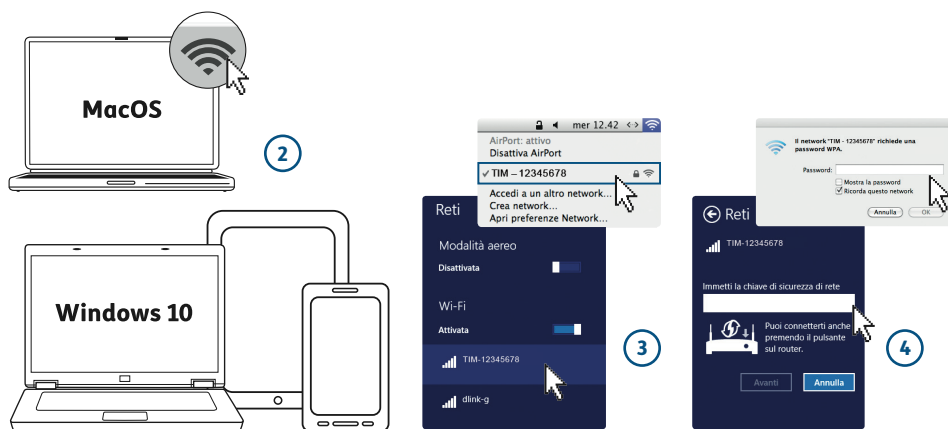 MacOS
2
Windows 10
mer 12.42
AirPort: attivo
Disattiva AirPort
✓ TIM – 12345678
Accedi a un altro network...
Crea network...
Apri preferenze Network...
Reti
Modalità aereo
Disattivata
Wi-Fi
Attivata
TIM-12345678
dlink-g
3
Il network "TIM - 12345678" richiede una
password WPA.
Password:
Mostra la password
Ricorda questo network
Annulla
OK
Reti
TIM-12345678
Immetti la chiave di sicurezza di rete
Puoi connetterti anche
premendo il pulsante
sul router.
Avanti
Annulla
4